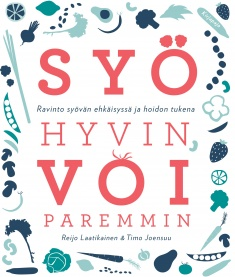 SYÖ
Ravinto syövän ehkäisyssä ja hoidon tukena
HYVIN
VOI
PAREMMIN
Reijo Laatikainen & Timo Joensuu